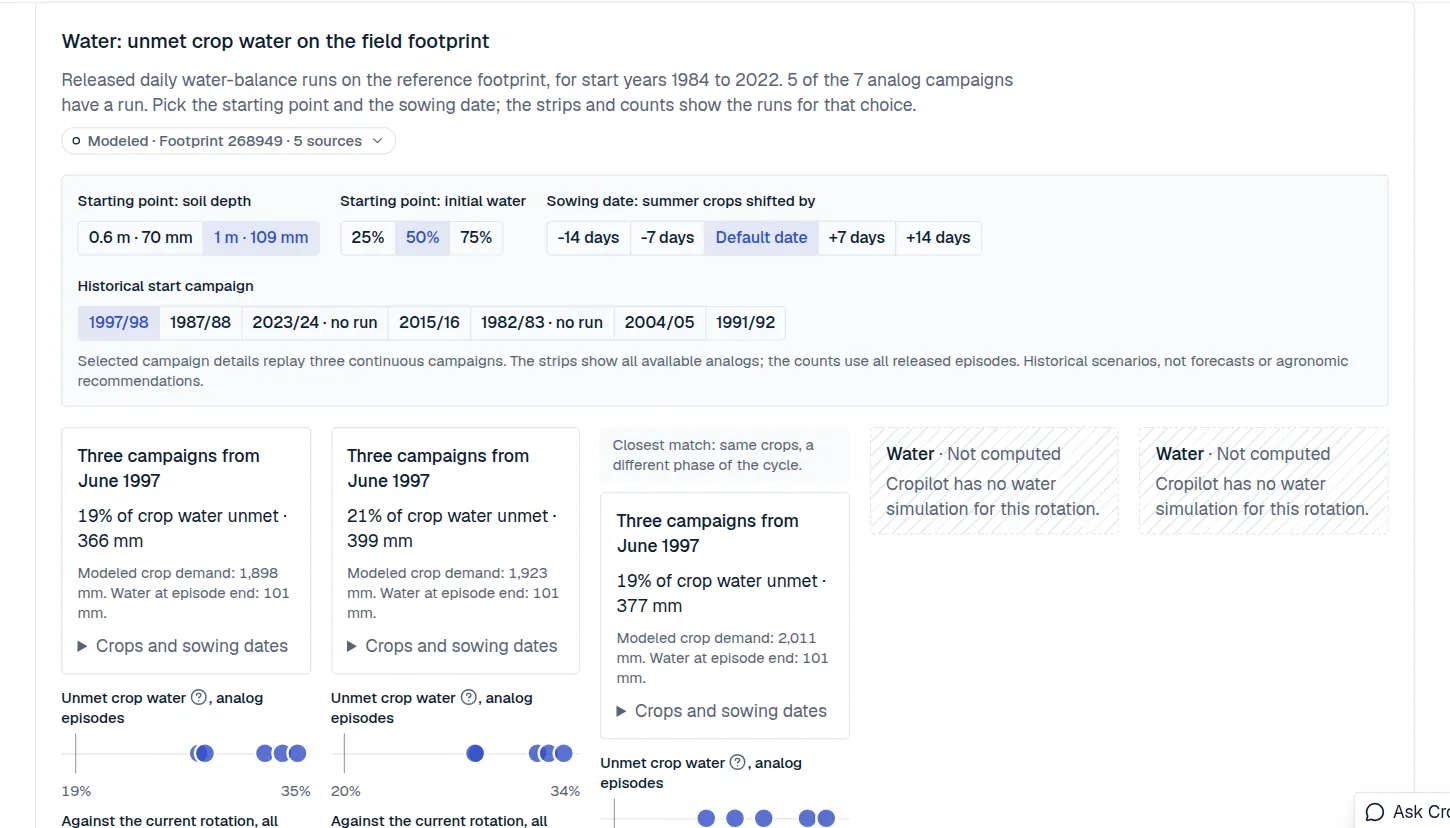 Water: unmet crop water on the field footprint
Released daily water-balance runs on the reference footprint, for start years 1984 to 2022. 5 of the 7 analog campaigns
have a run. Pick the starting point and the sowing date; the strips and counts show the runs for that choice.
Modeled · Footprint 268949 · 5 sources
Starting point: soil depth
0.6 m · 70 mm
1 m · 109 mm
Starting point: initial water
25%
50%
75%
Sowing date: summer crops shifted by
-14 days
-7 days
Default date
+7 days
+14 days
Historical start campaign
1997/98
1987/88
2023/24 · no run
2015/16
1982/83 · no run
2004/05
1991/92
Selected campaign details replay three continuous campaigns. The strips show all available analogs; the counts use all released episodes. Historical scenarios, not forecasts or agronomic
recommendations.
Three campaigns from
June 1997
19% of crop water unmet ·
366 mm
Modeled crop demand: 1,898
mm. Water at episode end: 101
mm.
Crops and sowing dates
Unmet crop water ?, analog
episodes
19%
35%
Against the current rotation, all
Three campaigns from
June 1997
21% of crop water unmet ·
399 mm
Modeled crop demand: 1,923
mm. Water at episode end: 101
mm.
Crops and sowing dates
Unmet crop water ?, analog
episodes
20%
34%
Against the current rotation, all
Closest match: same crops, a
different phase of the cycle.
Three campaigns from
June 1997
19% of crop water unmet ·
377 mm
Modeled crop demand: 2,011
mm. Water at episode end: 101
mm.
Crops and sowing dates
Unmet crop water ?, analog
episodes
Water · Not computed
Cropilot has no water
simulation for this rotation.
Water · Not computed
Cropilot has no water
simulation for this rotation.
Ask Cro